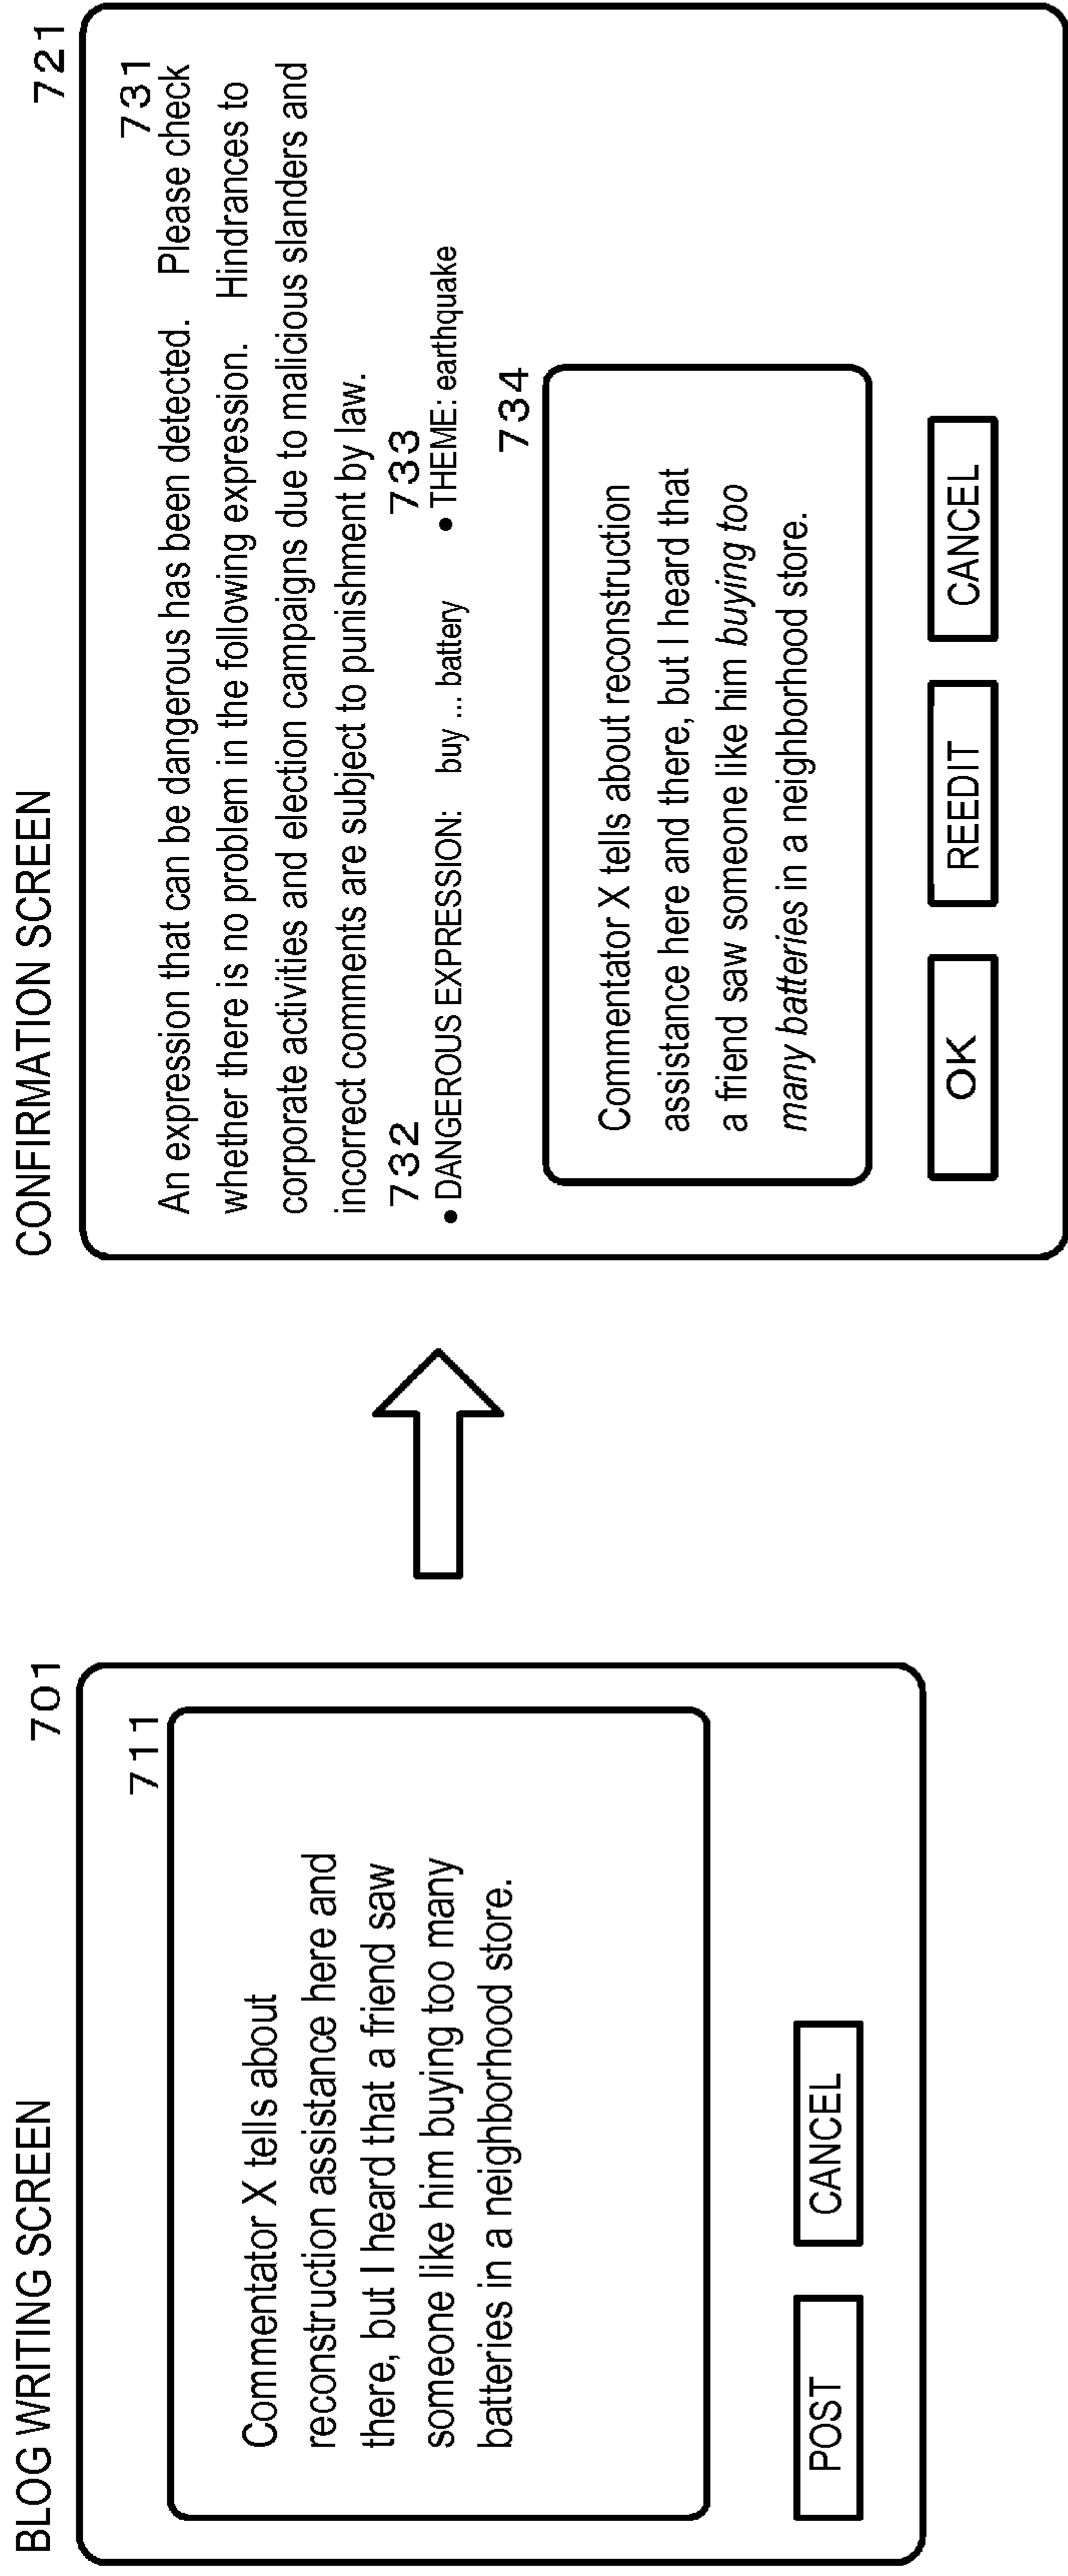 BLOG WRITING SCREEN
701
711
Commentator X tells about
reconstruction assistance here and
there, but I heard that a friend saw
someone like him buying too many
batteries in a neighborhood store.
POST
CANCEL
CONFIRMATION SCREEN
721
731
An expression that can be dangerous has been detected. Please check
whether there is no problem in the following expression. Hindrances to
corporate activities and election campaigns due to malicious slanders and
incorrect comments are subject to punishment by law.
732
733
• DANGEROUS EXPRESSION: buy ... battery • THEME: earthquake
734
Commentator X tells about reconstruction
assistance here and there, but I heard that
a friend saw someone like him buying too
many batteries in a neighborhood store.
OK
REEDIT
CANCEL